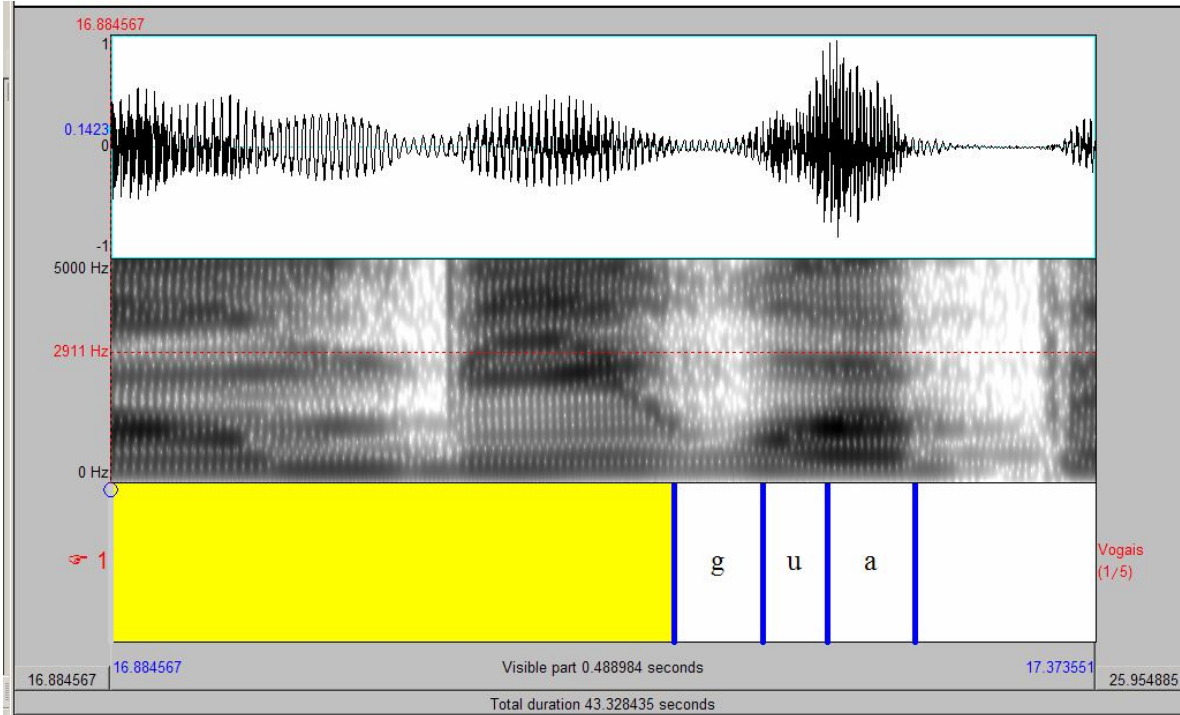 16.884567
1
0.1423
0
-1
5000 Hz
2911 Hz
0 Hz
g u a
☞ 1
Vogais
(1/5)
16.884567 Visible part 0.488984 seconds 17.373551
16.884567 25.954885
Total duration 43.328435 seconds